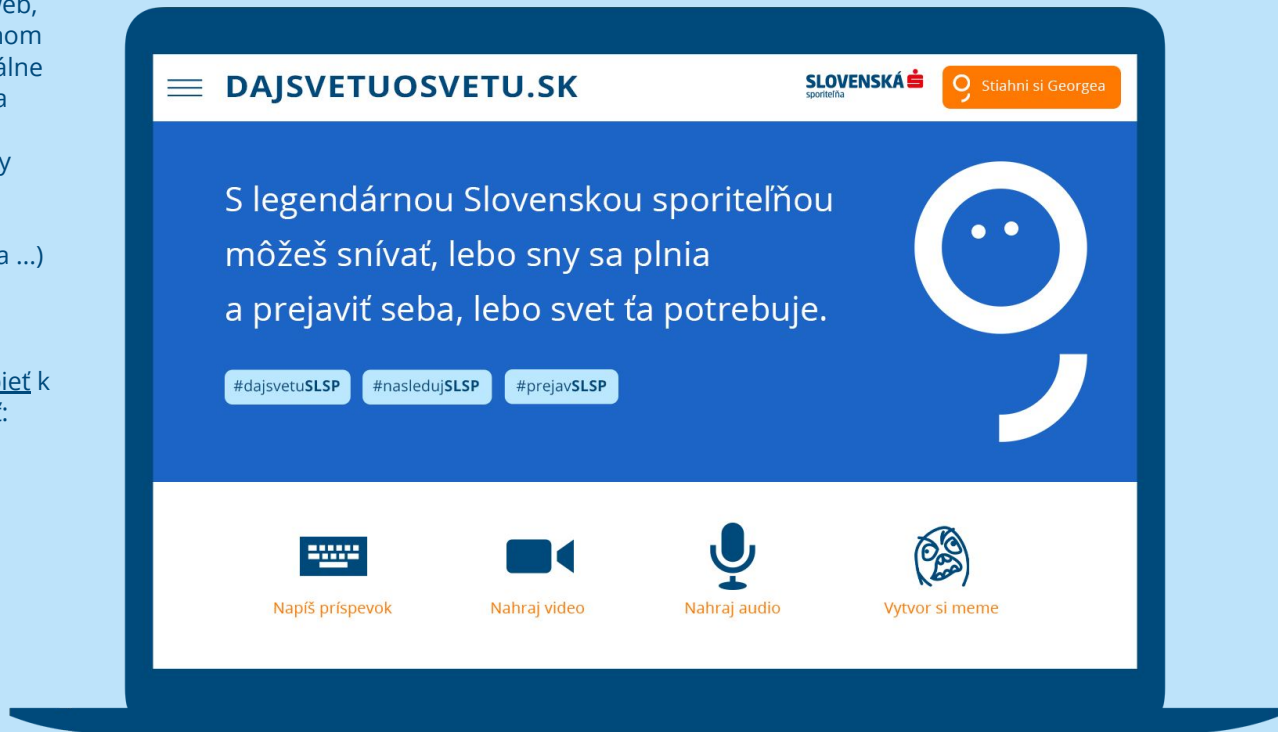 DAJSVETUOSVETU.SK
SLOVENSKÁ
sporiteľňa
Stiahni si Georgea
S legendárnou Slovenskou sporiteľňou
môžeš snívať, lebo sny sa plnia
a prejaviť seba, lebo svet ťa potrebuje.
#dajsvetuSLSP #nasledujSLSP #prejavSLSP
Napíš príspevok
Nahraj video
Nahraj audio
Vytvor si meme
a
a ...)
k